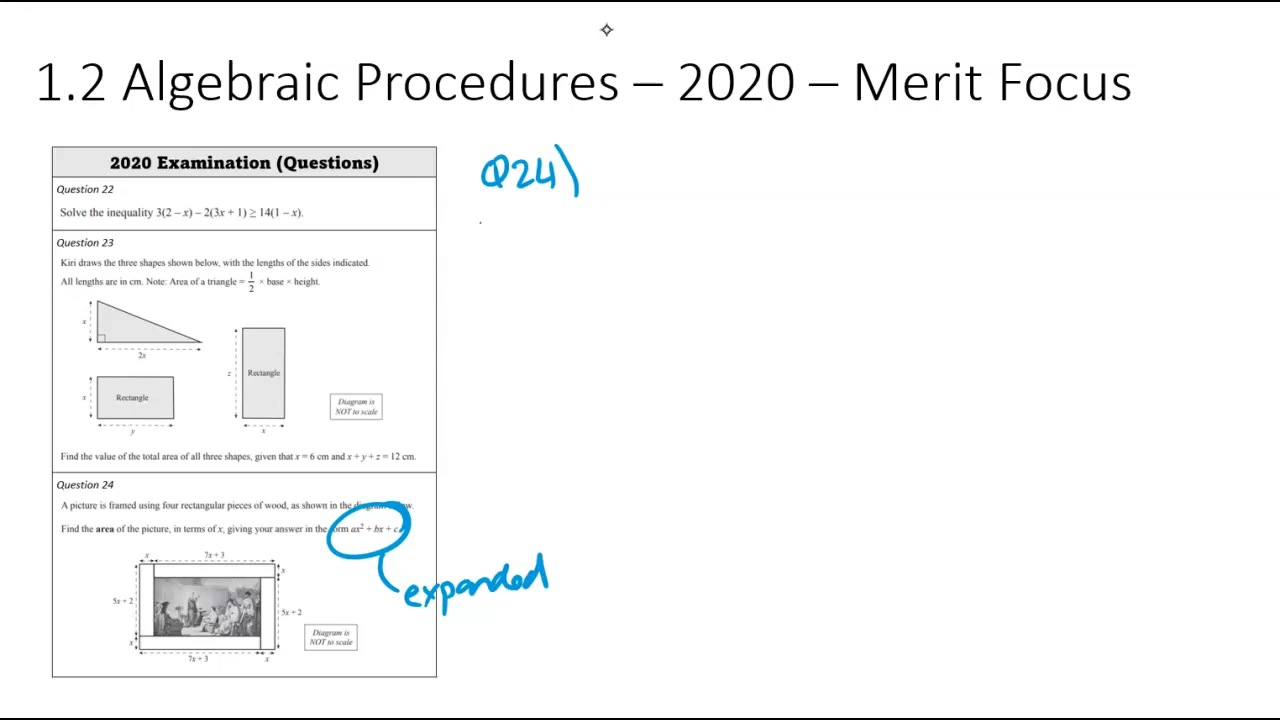 1.2 Algebraic Procedures – 2020 – Merit Focus
2020 Examination (Questions)
Question 22
Solve the inequality 3(2 – x) – 2(3x + 1) ≥ 14(1 – x).
Question 23
Kiri draws the three shapes shown below, with the lengths of the sides indicated.
All lengths are in cm. Note: Area of a triangle = 1/2 × base × height.
x
2x
x
Rectangle
y
z
Rectangle
x
Diagram is
NOT to scale
Find the value of the total area of all three shapes, given that x = 6 cm and x + y + z = 12 cm.
Question 24
A picture is framed using four rectangular pieces of wood, as shown in the
Find the area of the picture, in terms of x, giving your answer in the form ax² + bx + c
x
7x + 3
x
5x + 2
5x + 2
x
7x + 3
x
Diagram is
NOT to scale
Q24)
expanded